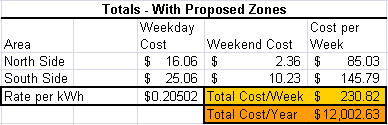 Totals - With Proposed Zones
Weekday Cost per
Area Cost Weekend Cost Week
North Side $ 16.06 $ 2.36 $ 85.03
South Side $ 25.06 $ 10.23 $ 145.79
Rate per kWh $0.20502 Total Cost/Week $ 230.82
Total Cost/Year $12,002.63